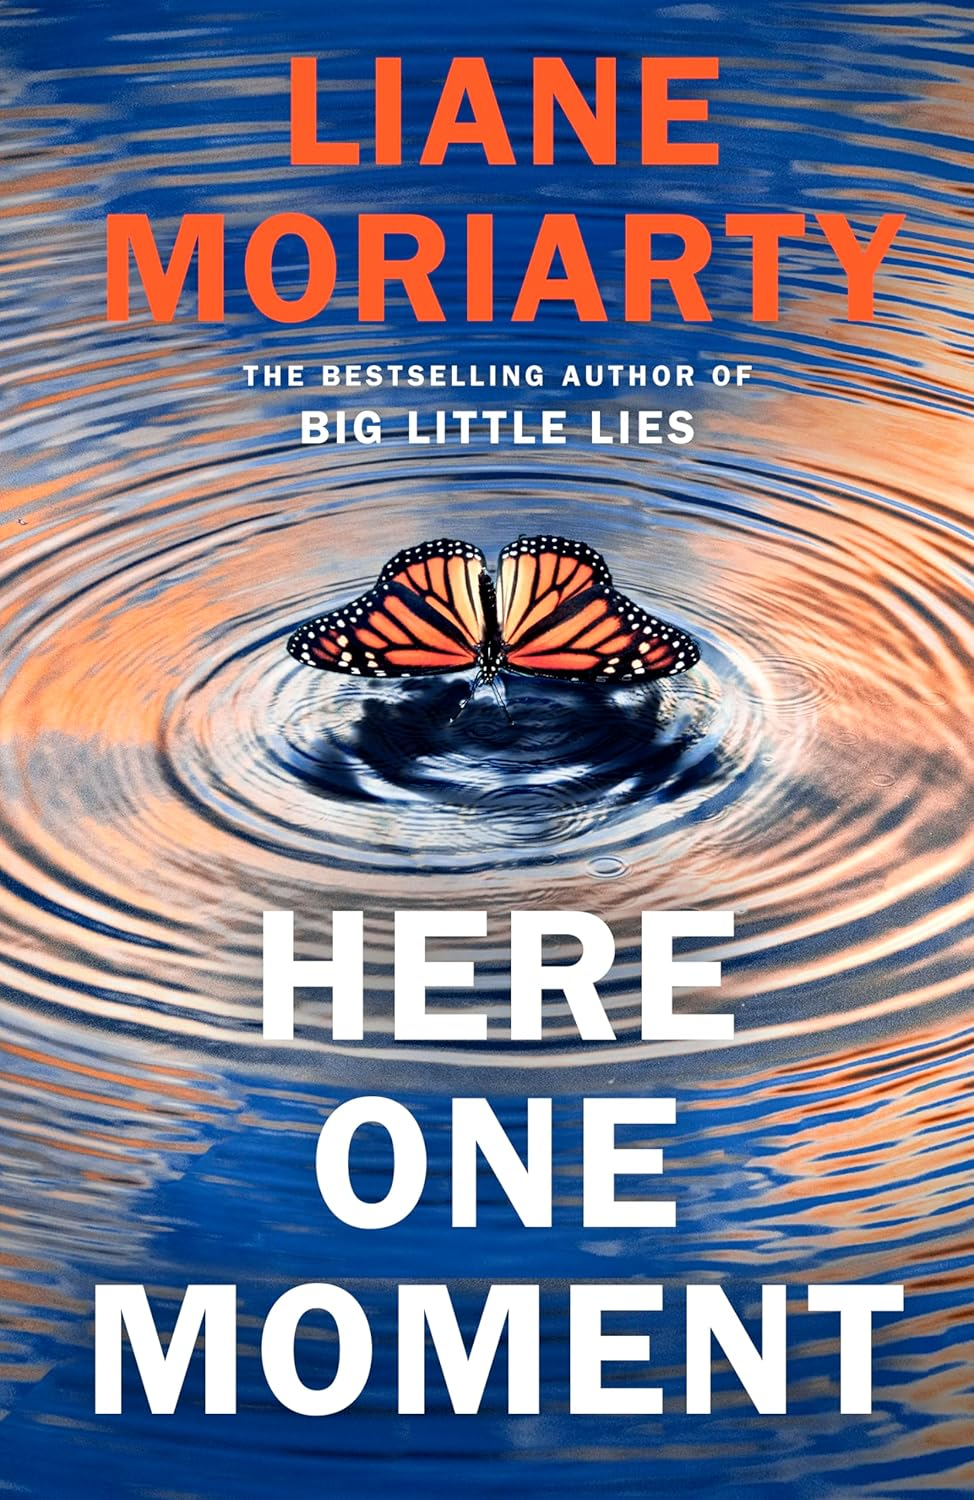 LIANE
MORIARTY
THE BESTSELLING AUTHOR OF
BIG LITTLE LIES
HERE
ONE
MOMENT